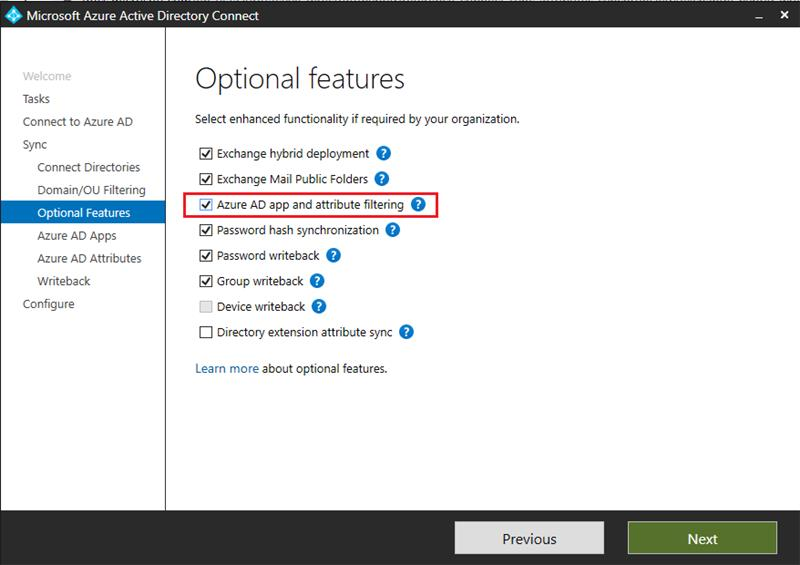 Microsoft Azure Active Directory Connect
Welcome
Tasks
Connect to Azure AD
Sync
Connect Directories
Domain/OU Filtering
Optional Features
Azure AD Apps
Azure AD Attributes
Writeback
Configure
Optional features
Select enhanced functionality if required by your organization.
Exchange hybrid deployment ?
Exchange Mail Public Folders ?
Azure AD app and attribute filtering ?
Password hash synchronization ?
Password writeback ?
Group writeback ?
Device writeback ?
Directory extension attribute sync ?
Learn more about optional features.
Previous
Next